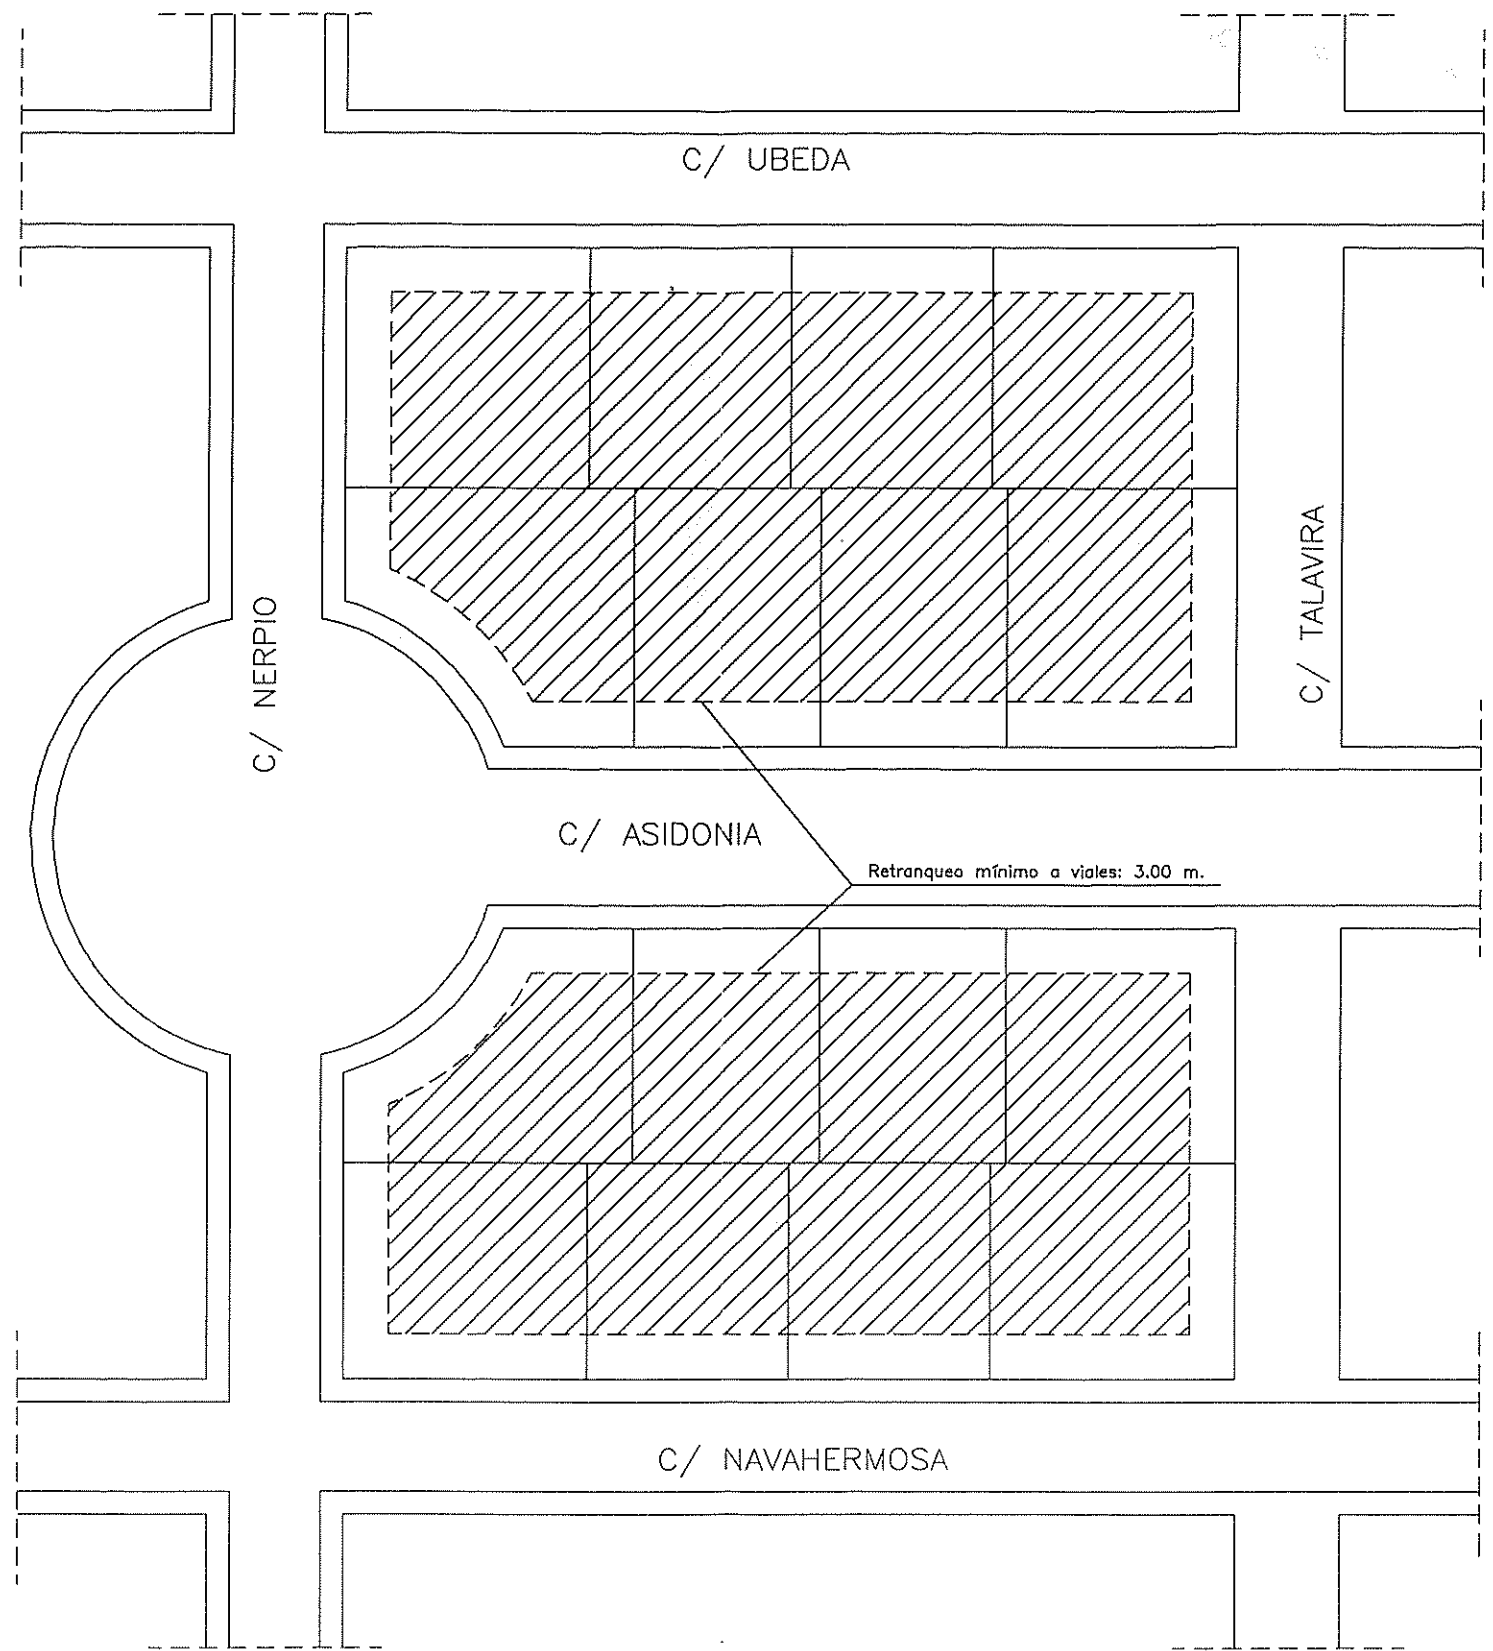 C/ UBEDA
C/ TALAVIRA
C/ NERPIO
C/ ASIDONIA
Retranqueo mínimo a viales: 3.00 m.
C/ NAVAHERMOSA